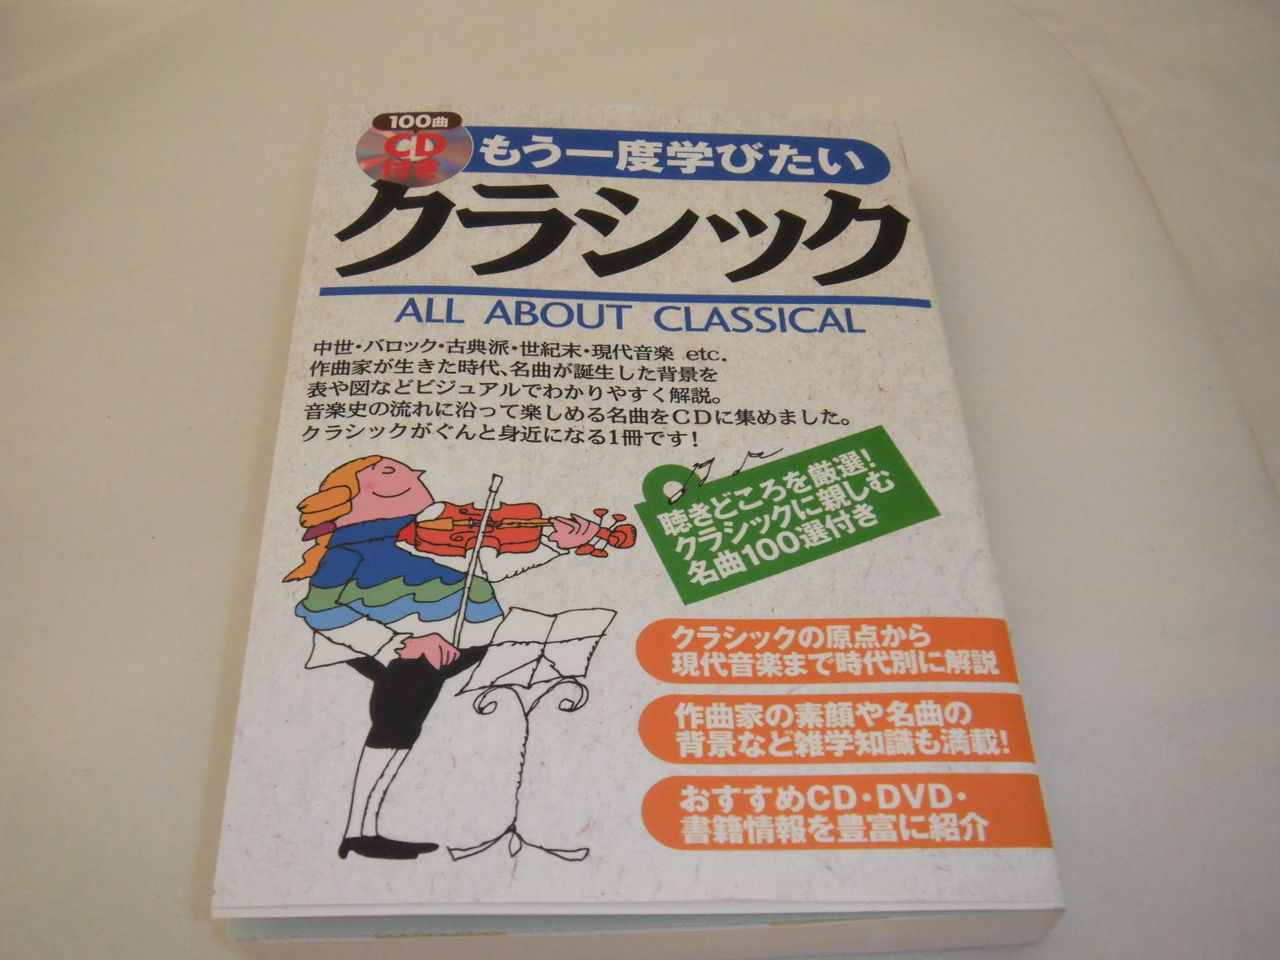 100曲
CD
付き
もう一度学びたい
クラシック
ALL ABOUT CLASSICAL
中世・バロック・古典派・世紀末・現代音楽 etc.
作曲家が生きた時代、名曲が誕生した背景を
表や図などビジュアルでわかりやすく解説。
音楽史の流れに沿って楽しめる名曲をCDに集めました。
クラシックがぐんと身近になる1冊です!
聴きどころを厳選!
クラシックに親しむ
名曲100選付き
クラシックの原点から
現代音楽まで時代別に解説
作曲家の素顔や名曲の
背景など雑学知識も満載!
おすすめCD・DVD・
書籍情報を豊富に紹介